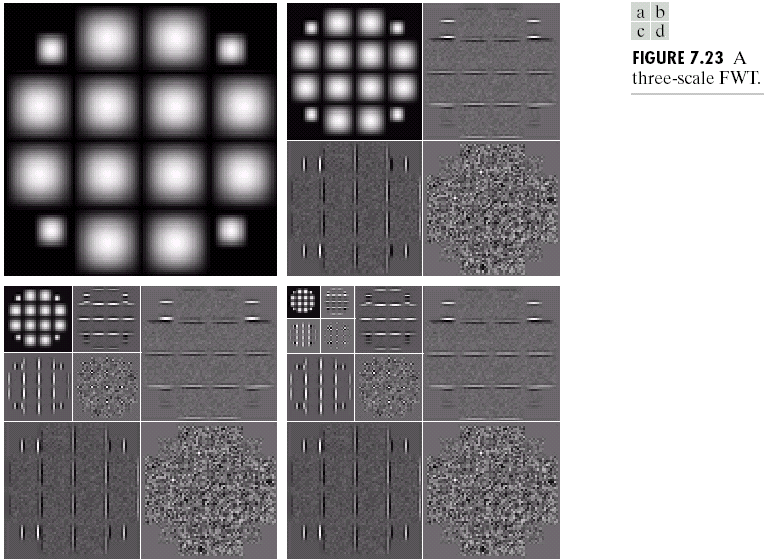 a b
c d
FIGURE 7.23 A
three-scale FWT.